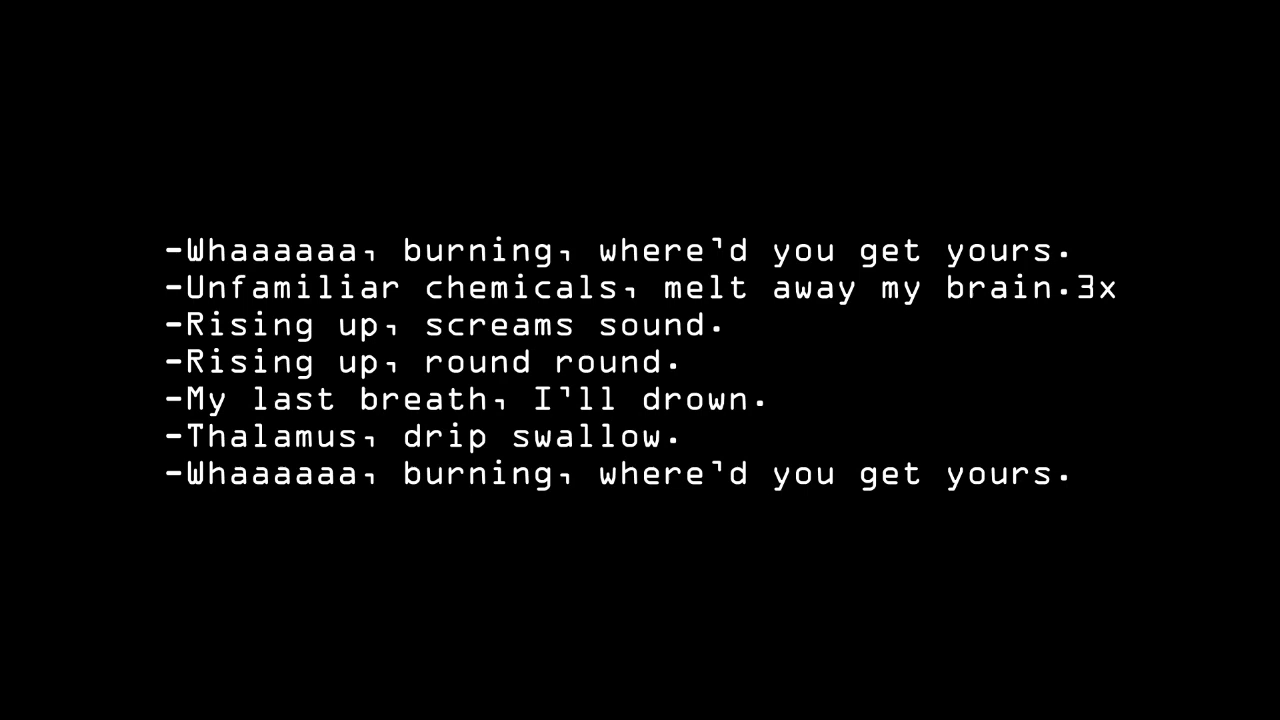 -Whaaaaaa, burning, where'd you get yours.
-Unfamiliar chemicals, melt away my brain.3x
-Rising up, screams sound.
-Rising up, round round.
-My last breath, I'll drown.
-Thalamus, drip swallow.
-Whaaaaaa, burning, where'd you get yours.